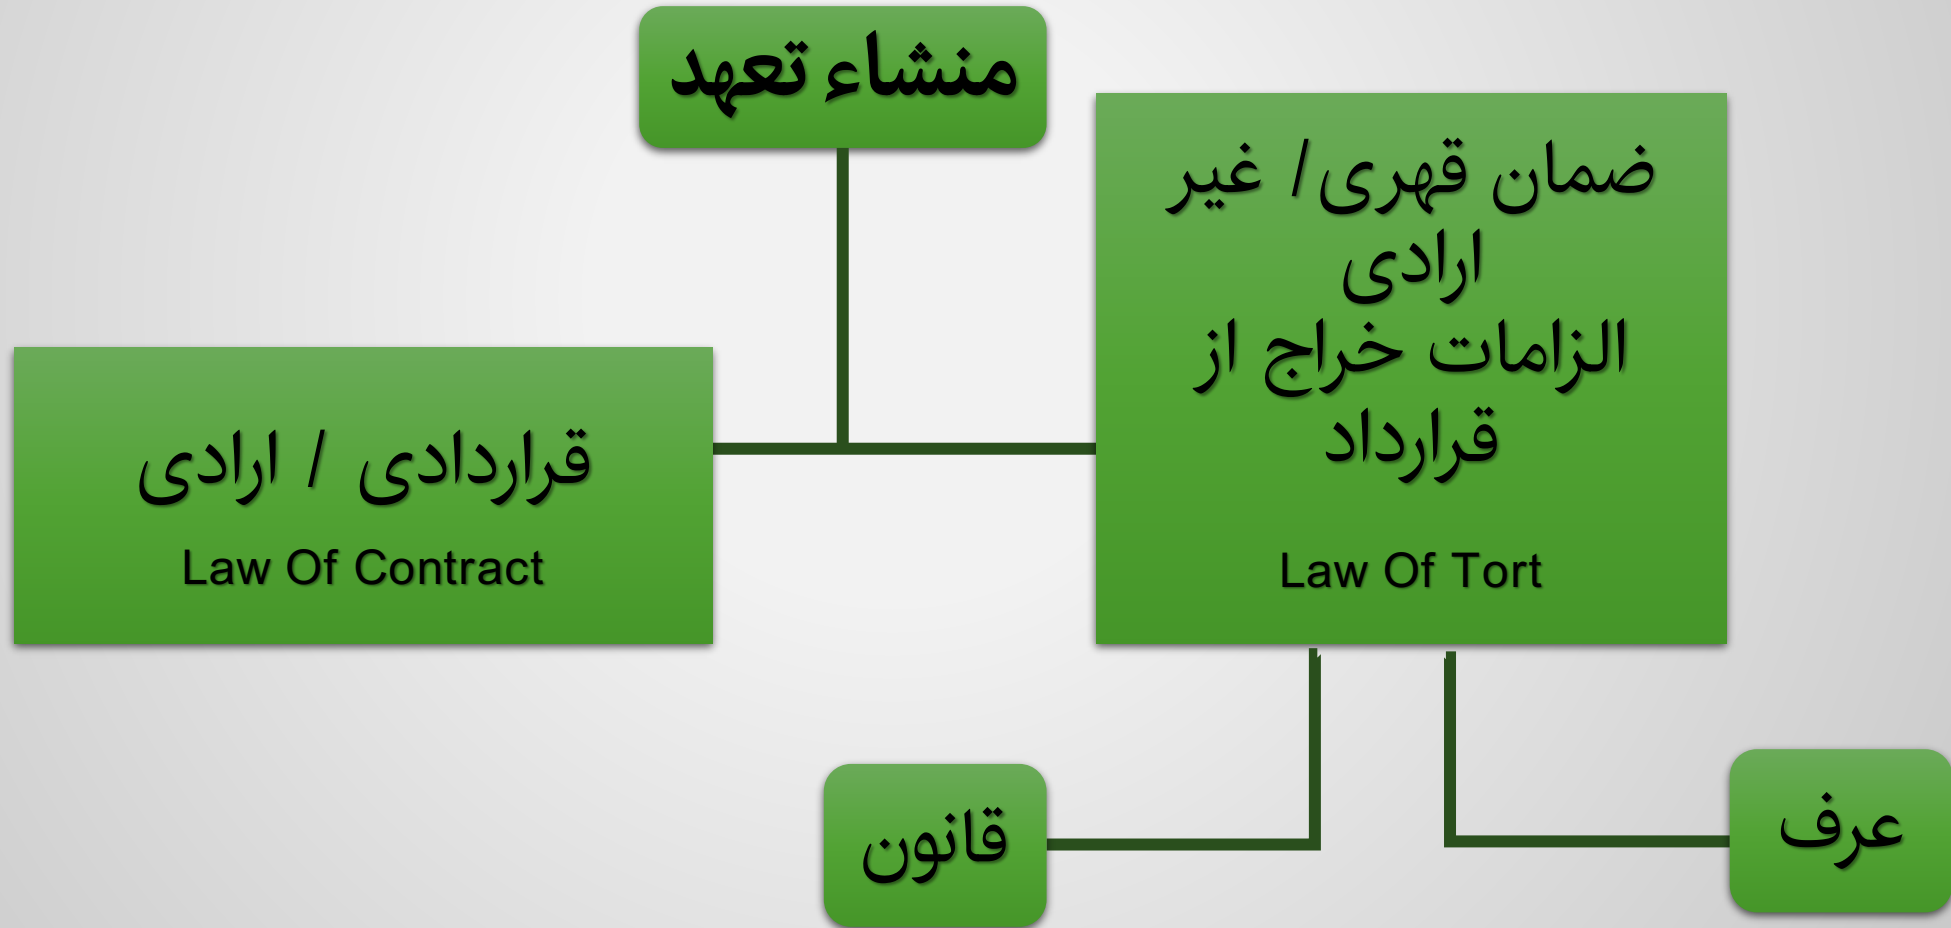 منشاء تعهد
ضمان قهری/ غیر
ارادی
الزامات خراج از
قرارداد
Law Of Tort
قراردادی / ارادی
Law Of Contract
عرف
قانون